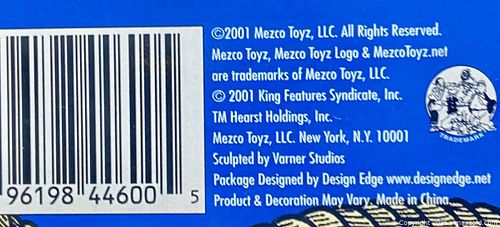 ©2001 Mezco Toyz, LLC. All Rights Reserved.
Mezco Toyz, Mezco Toyz Logo & MezcoToyz.net
are trademarks of Mezco Toyz, LLC.
© 2001 King Features Syndicate, Inc.
TM Hearst Holdings, Inc.
Mezco Toyz, LLC. New York, N.Y. 10001
Sculpted by Varner Studios
Package Designed by Design Edge www.designedge.net
Product & Decoration May Vary. Made in China.
TRADEMARK
96198 44600 5